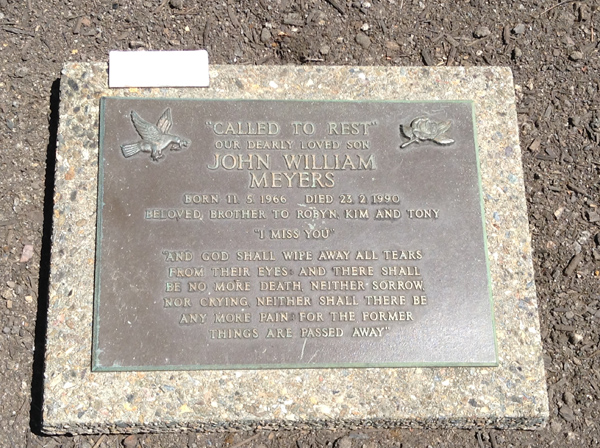 "CALLED TO REST"
OUR DEARLY LOVED SON
JOHN WILLIAM
MEYERS
BORN 11. 5. 1966 DIED 23. 2. 1990
BELOVED, BROTHER TO ROBYN, KIM AND TONY
"I MISS YOU"
"AND GOD SHALL WIPE AWAY ALL TEARS
FROM THEIR EYES: AND THERE SHALL
BE NO MORE DEATH, NEITHER SORROW,
NOR CRYING NEITHER SHALL THERE BE
ANY MORE PAIN: FOR THE FORMER
THINGS ARE PASSED AWAY"